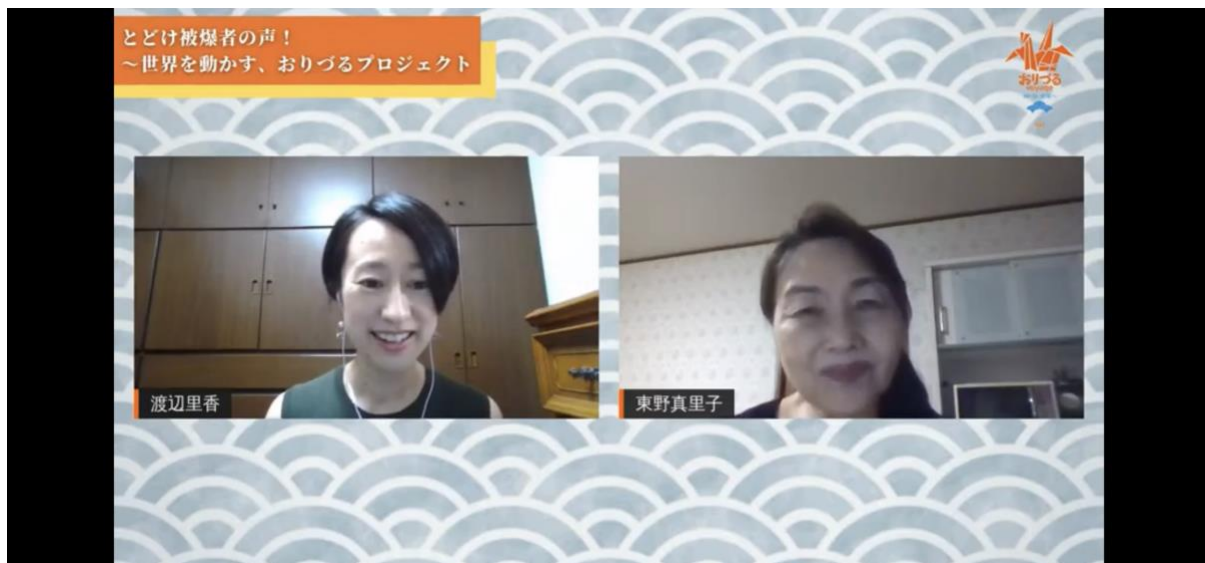 とどけ被爆者の声！
～世界を動かす、おりづるプロジェクト
おりづる
voyage
渡辺里香
東野真里子